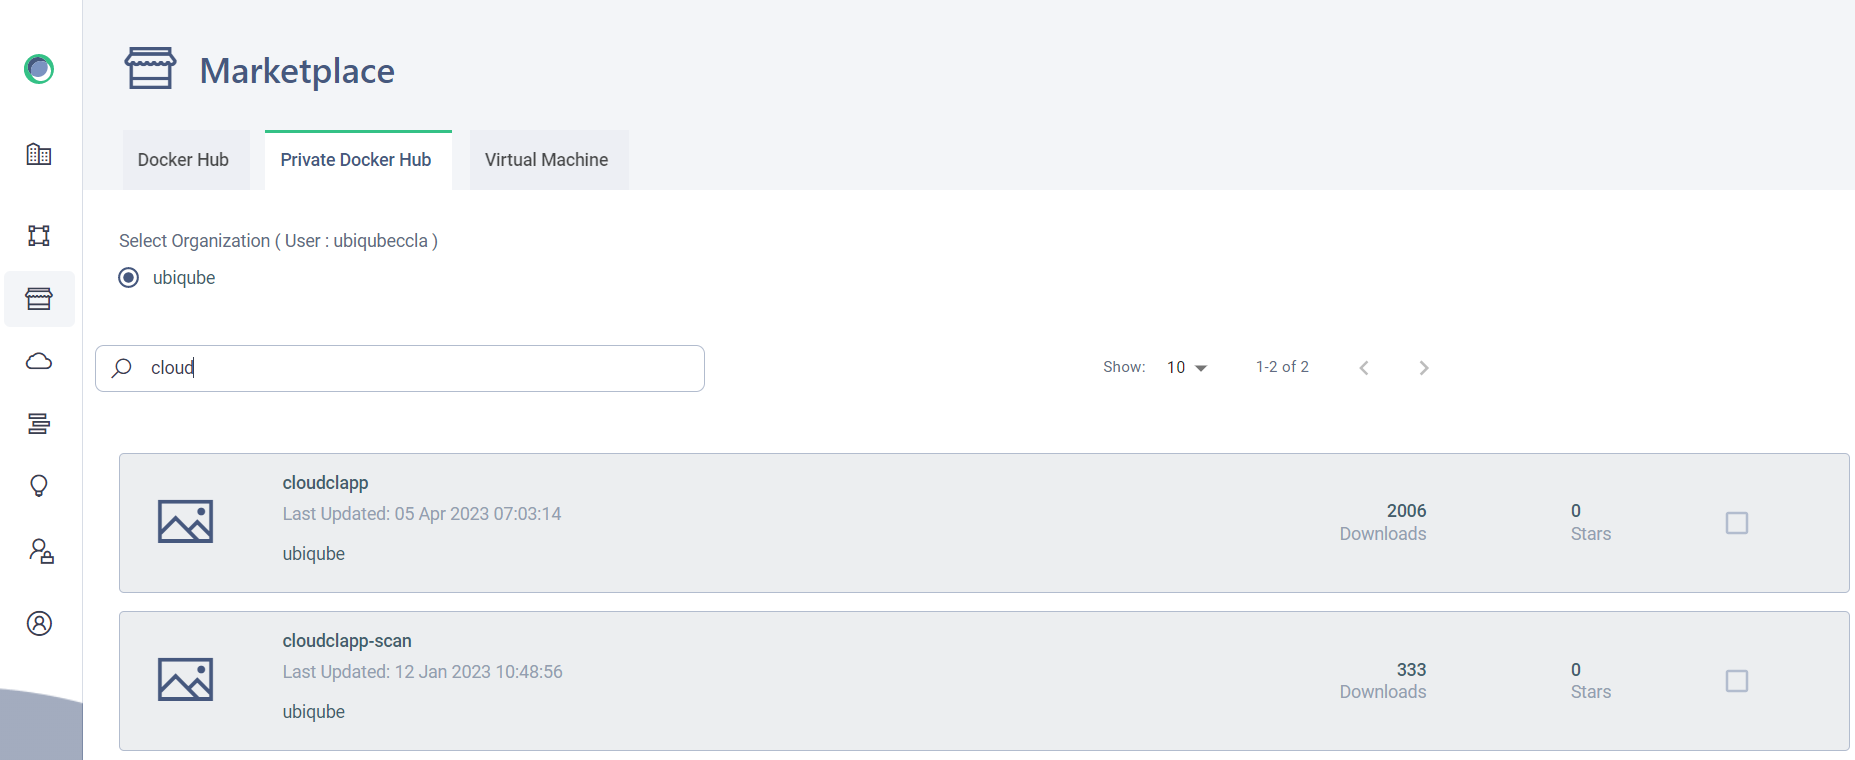 Marketplace
Docker Hub
Private Docker Hub
Virtual Machine
Select Organization ( User : ubiqubeccla )
ubiqube
cloud
Show: 10 1-2 of 2
cloudclapp
Last Updated: 05 Apr 2023 07:03:14
ubiqube
2006
Downloads
0
Stars
cloudclapp-scan
Last Updated: 12 Jan 2023 10:48:56
ubiqube
333
Downloads
0
Stars